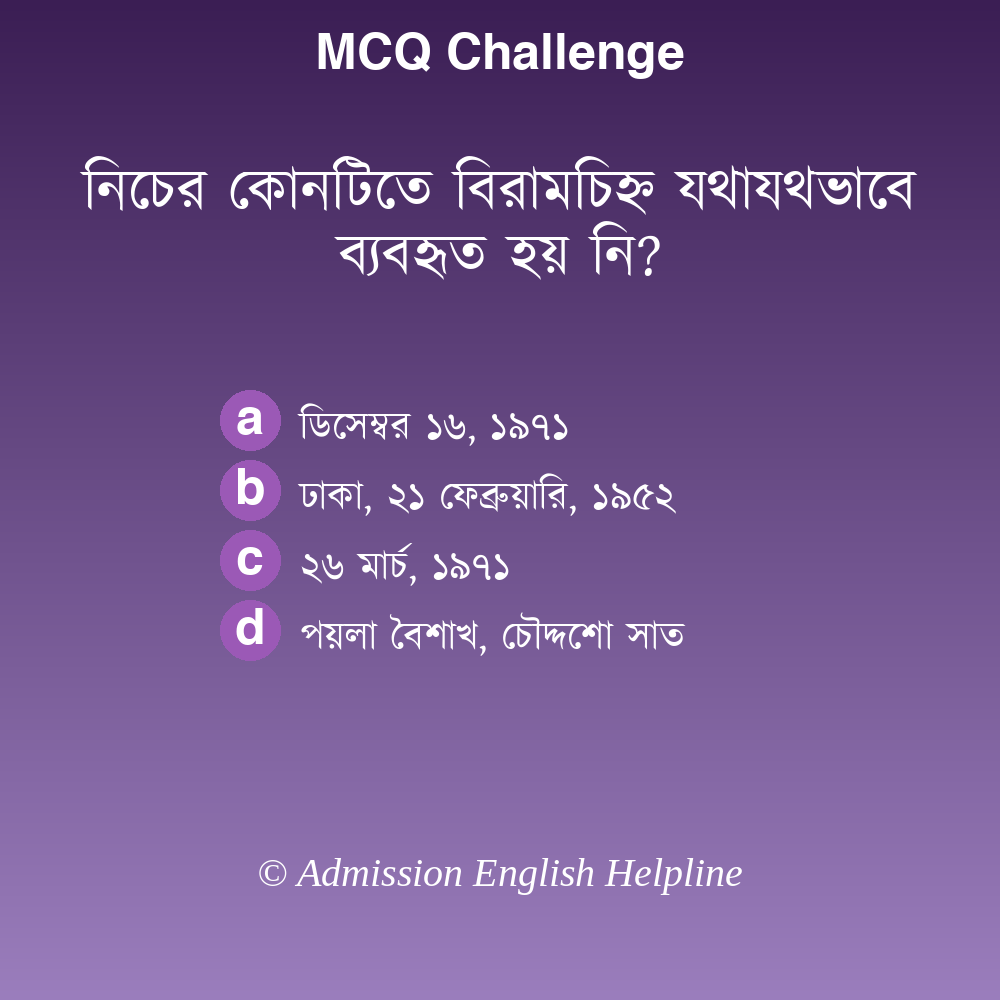 MCQ Challenge
নিচের কোনটিতে বিরামচিহ্ন যথাযথভাবে
ব্যবহৃত হয় নি?
a ডিসেম্বর ১৬, ১৯৭১
b ঢাকা, ২১ ফেব্রুয়ারি, ১৯৫২
c ২৬ মার্চ, ১৯৭১
d পয়লা বৈশাখ, চৌদ্দশো সাত
© Admission English Helpline